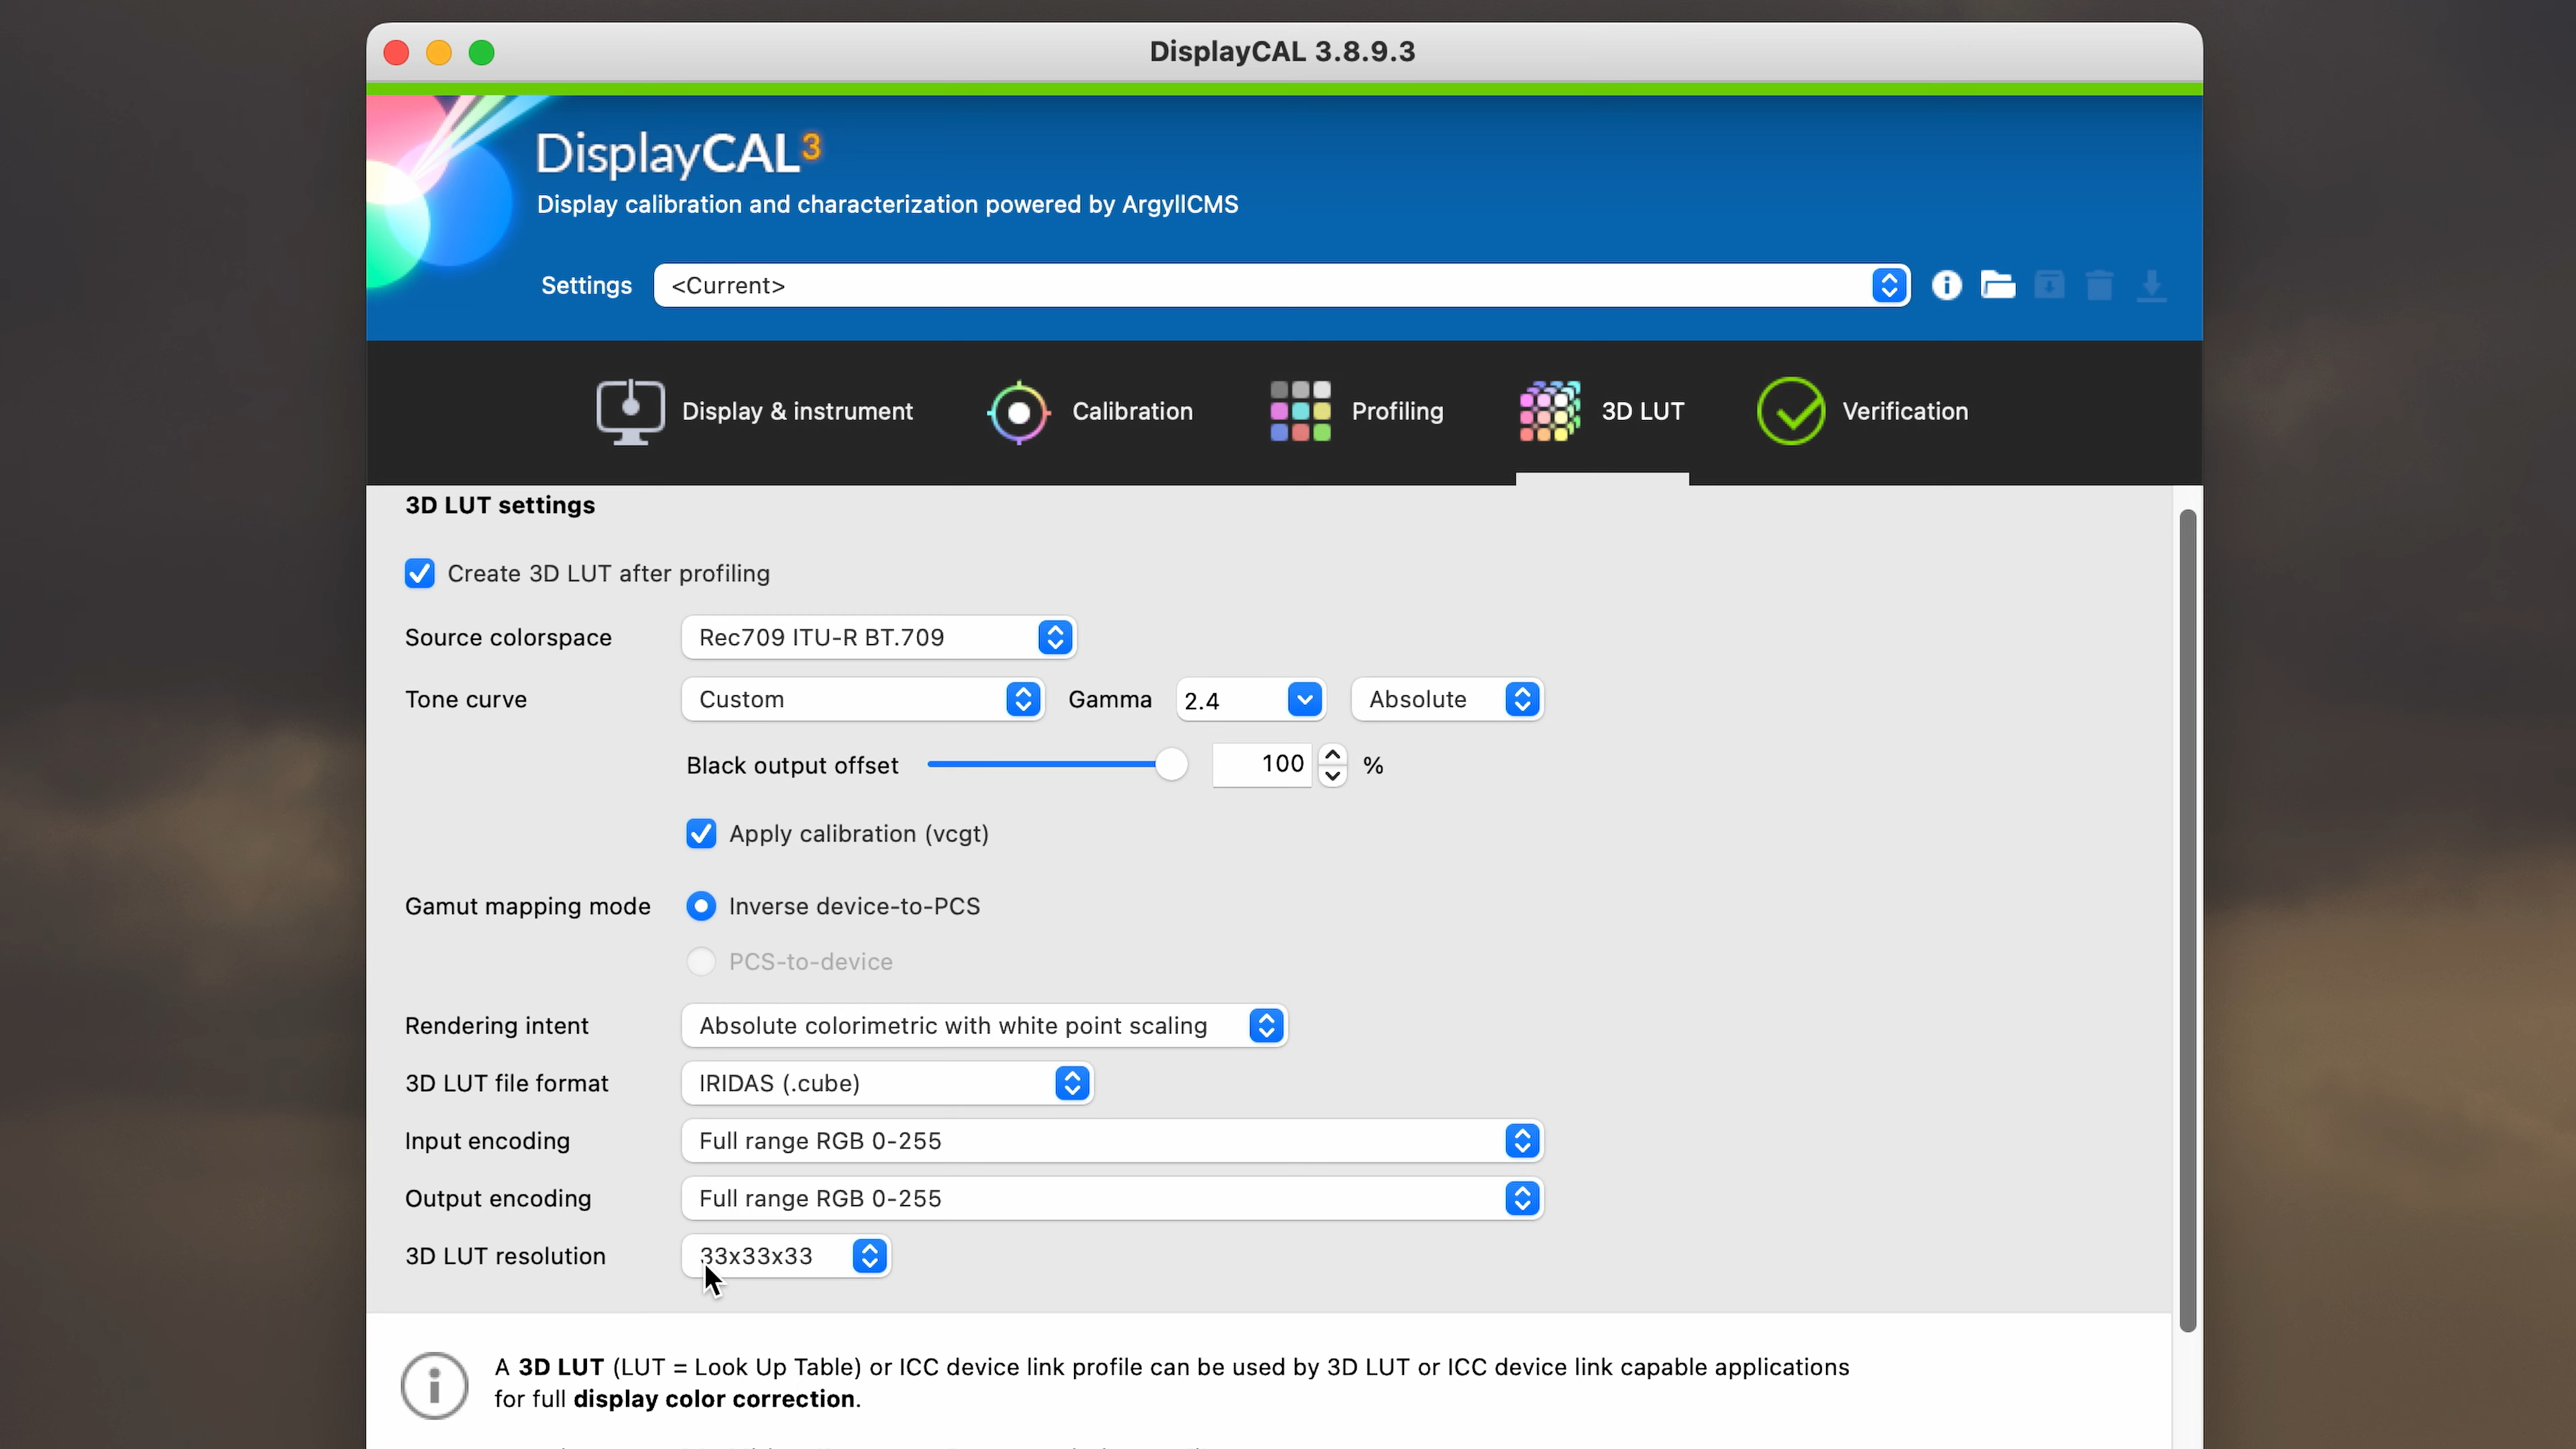 DisplayCAL 3.8.9.3
DisplayCAL3
Display calibration and characterization powered by ArgyllCMS
Settings <Current>
Display & instrument Calibration Profiling 3D LUT Verification
3D LUT settings
Create 3D LUT after profiling
Source colorspace Rec709 ITU-R BT.709
Tone curve Custom Gamma 2.4 Absolute
Black output offset 100 %
Apply calibration (vcgt)
Gamut mapping mode Inverse device-to-PCS
PCS-to-device
Rendering intent Absolute colorimetric with white point scaling
3D LUT file format IRIDAS (.cube)
Input encoding Full range RGB 0-255
Output encoding Full range RGB 0-255
3D LUT resolution 33x33x33
A 3D LUT (LUT = Look Up Table) or ICC device link profile can be used by 3D LUT or ICC device link capable applications
for full display color correction.